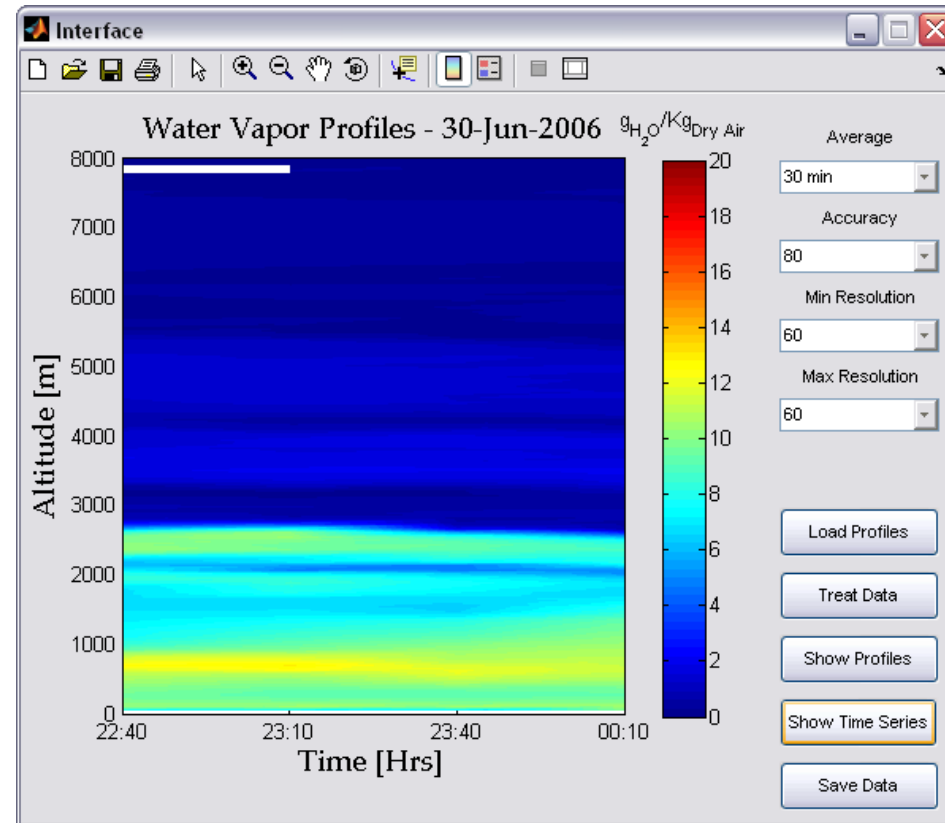 Interface
Water Vapor Profiles - 30-Jun-2006
gH2O/KgDry Air
8000
7000
6000
5000
4000
3000
2000
1000
0
Altitude [m]
22:40
23:10
23:40
00:10
Time [Hrs]
20
18
16
14
12
10
8
6
4
2
0
Average
30 min
Accuracy
80
Min Resolution
60
Max Resolution
60
Load Profiles
Treat Data
Show Profiles
Show Time Series
Save Data